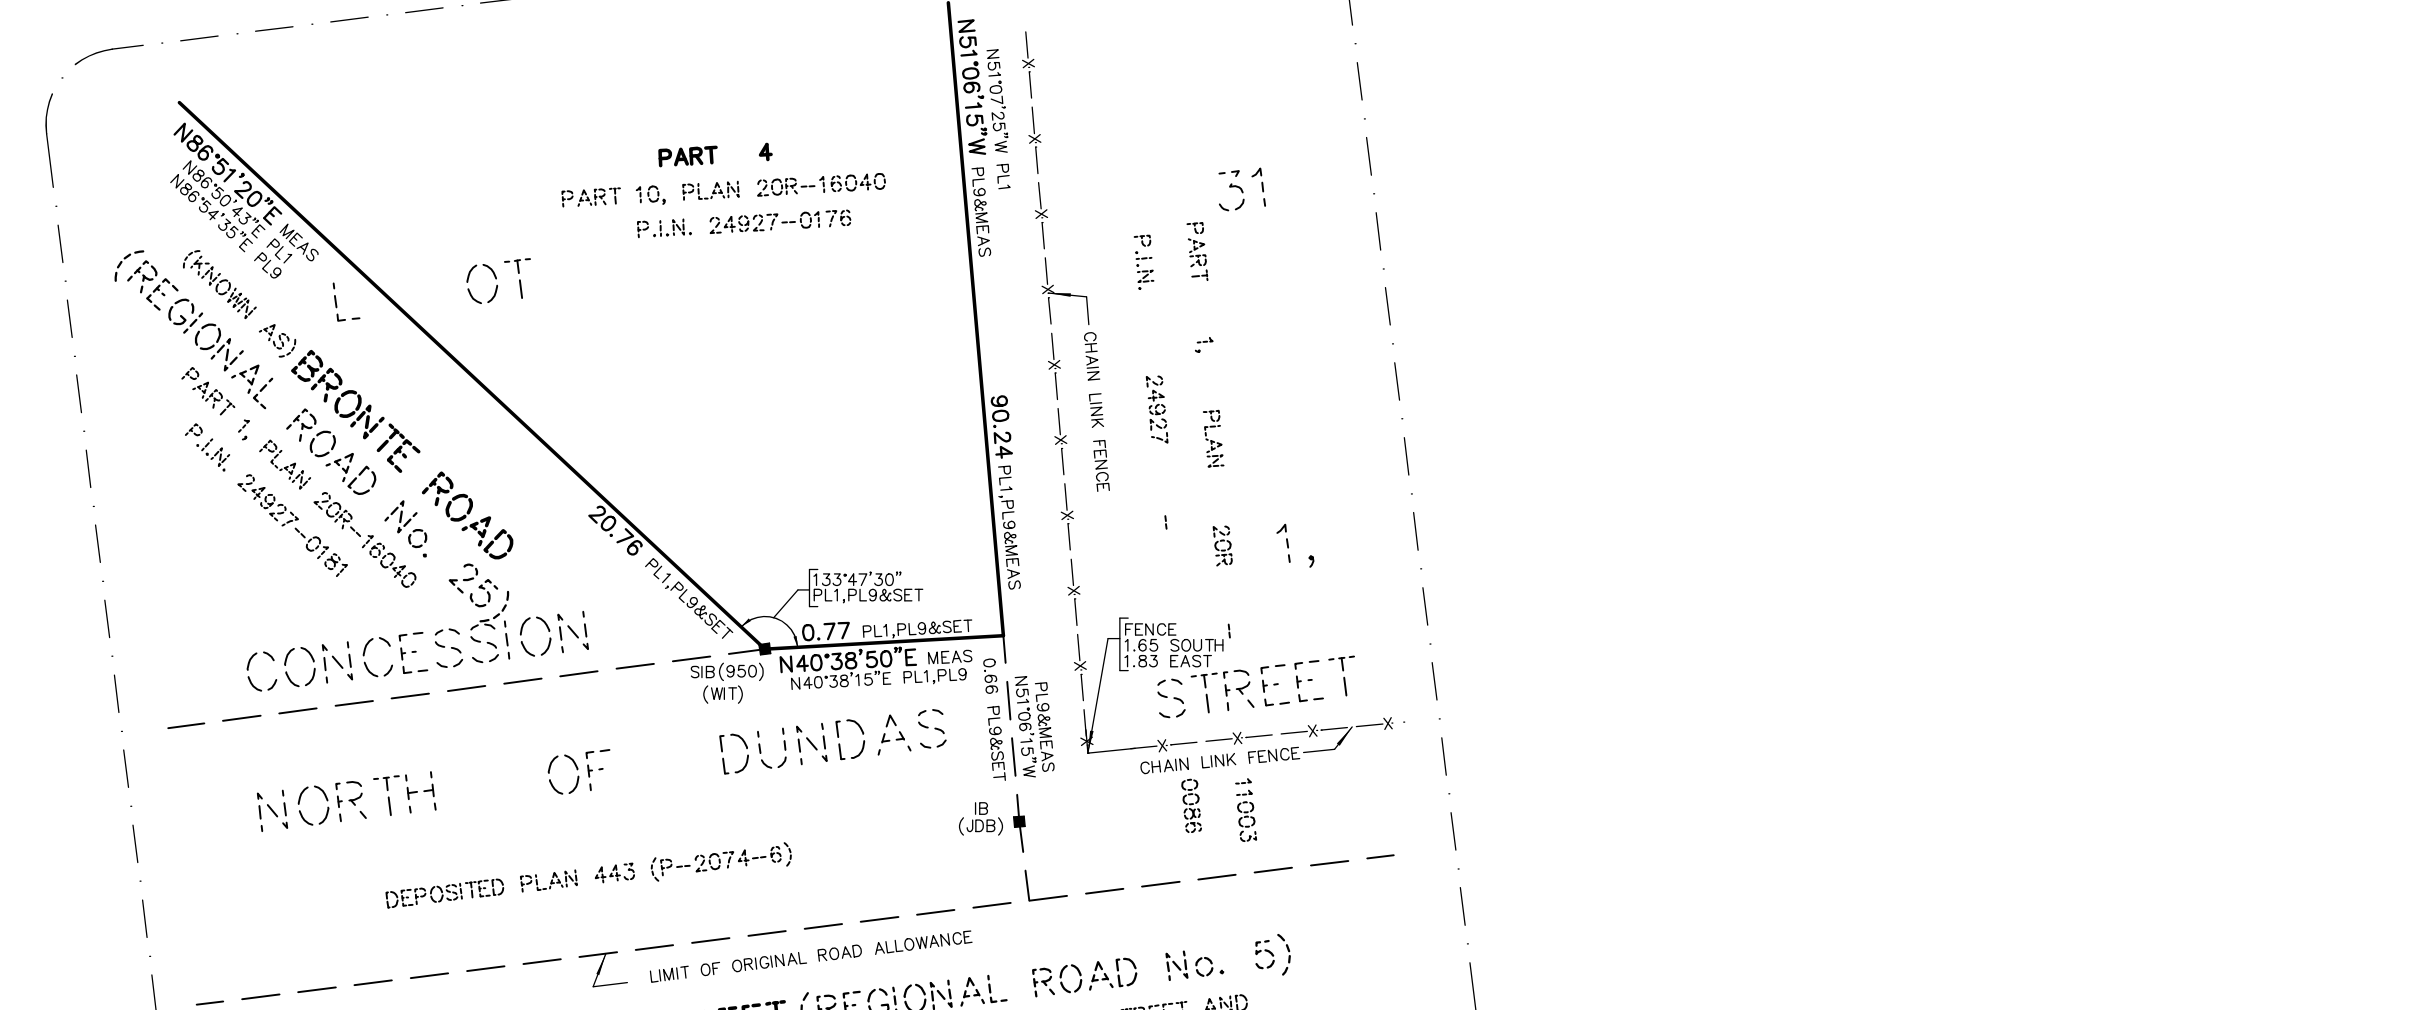 N86°51'20"E MEAS
N86°50'43"E PL1
N86°54'35"E PL9
(KNOWN AS) BRONTE ROAD
(REGIONAL ROAD No. 25)
PART 1, PLAN 20R--16040
P.I.N. 24927--0181
PART 4
PART 10, PLAN 20R--16040
P.I.N. 24927--0176
L OT 31 1,
N51°07'25"W PL1
N51°06'15"W PL9&MEAS
90.24 PL1,PL9&MEAS
CHAIN LINK FENCE
PART 1, PLAN 20R - 11003
P.I.N. 24927 - 0086
20.76 PL1,PL9&SET
133°47'30"
PL1,PL9&SET
0.77 PL1,PL9&SET
N40°38'50"E MEAS
N40°38'15"E PL1,PL9
SIB(950)
(WIT)
0.66 PL9&SET
N51°06'15"W
PL9&MEAS
FENCE
1.65 SOUTH
1.83 EAST
CONCESSION
NORTH OF DUNDAS STREET
CHAIN LINK FENCE
IB
(JDB)
DEPOSITED PLAN 443 (P--2074--6)
LIMIT OF ORIGINAL ROAD ALLOWANCE
(REGIONAL ROAD No. 5)
AND